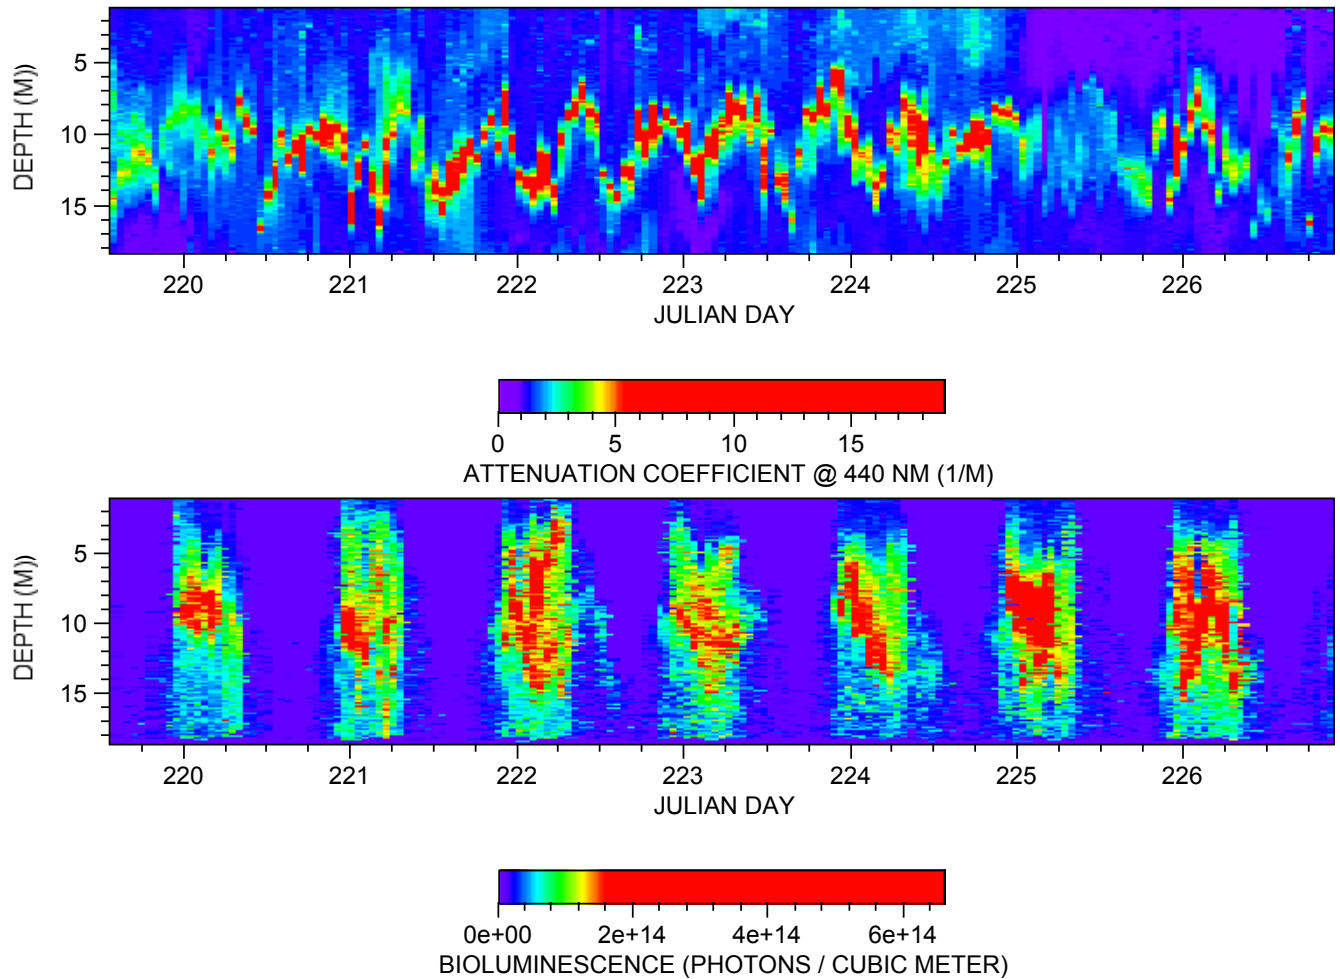 DEPTH (M))
5
10
15
220 221 222 223 224 225 226
JULIAN DAY
0 5 10 15
ATTENUATION COEFFICIENT @ 440 NM (1/M)
DEPTH (M))
5
10
15
220 221 222 223 224 225 226
JULIAN DAY
0e+00 2e+14 4e+14 6e+14
BIOLUMINESCENCE (PHOTONS / CUBIC METER)